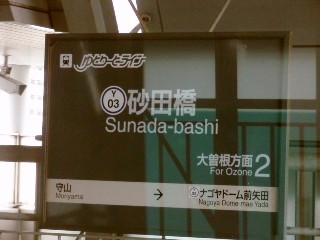 ゆとりーとライン
Y
03
砂田橋
Sunada-bashi
大曽根方面
For Ozone
2
守山
Moriyama
→
ナゴヤドーム前矢田
Nagoya Dome mae Yada